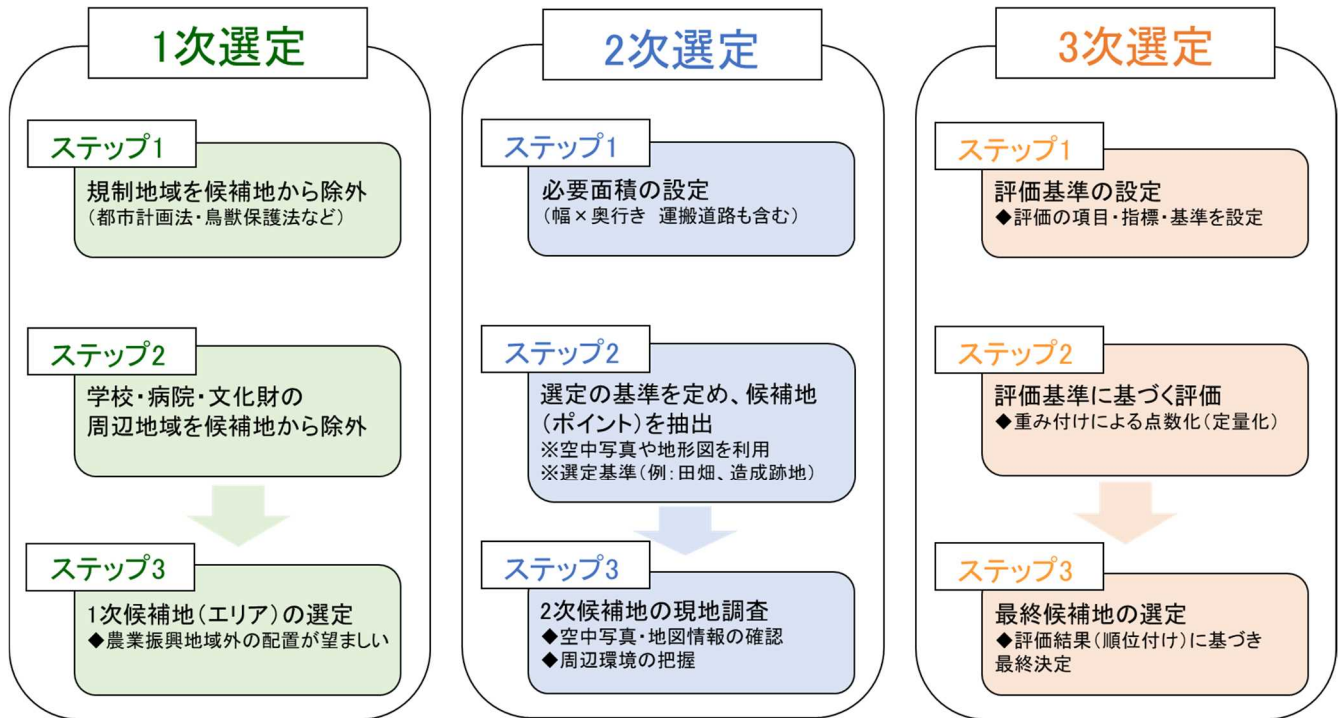 1次選定
ステップ1
規制地域を候補地から除外
（都市計画法・鳥獣保護法など）
ステップ2
学校・病院・文化財の
周辺地域を候補地から除外
ステップ3
1次候補地（エリア）の選定
◆農業振興地域外の配置が望ましい
2次選定
ステップ1
必要面積の設定
（幅×奥行き　運搬道路も含む）
ステップ2
選定の基準を定め、候補地
（ポイント）を抽出
※空中写真や地形図を利用
※選定基準（例：田畑、造成跡地）
ステップ3
2次候補地の現地調査
◆空中写真・地図情報の確認
◆周辺環境の把握
3次選定
ステップ1
評価基準の設定
◆評価の項目・指標・基準を設定
ステップ2
評価基準に基づく評価
◆重み付けによる点数化（定量化）
ステップ3
最終候補地の選定
◆評価結果（順位付け）に基づき
最終決定